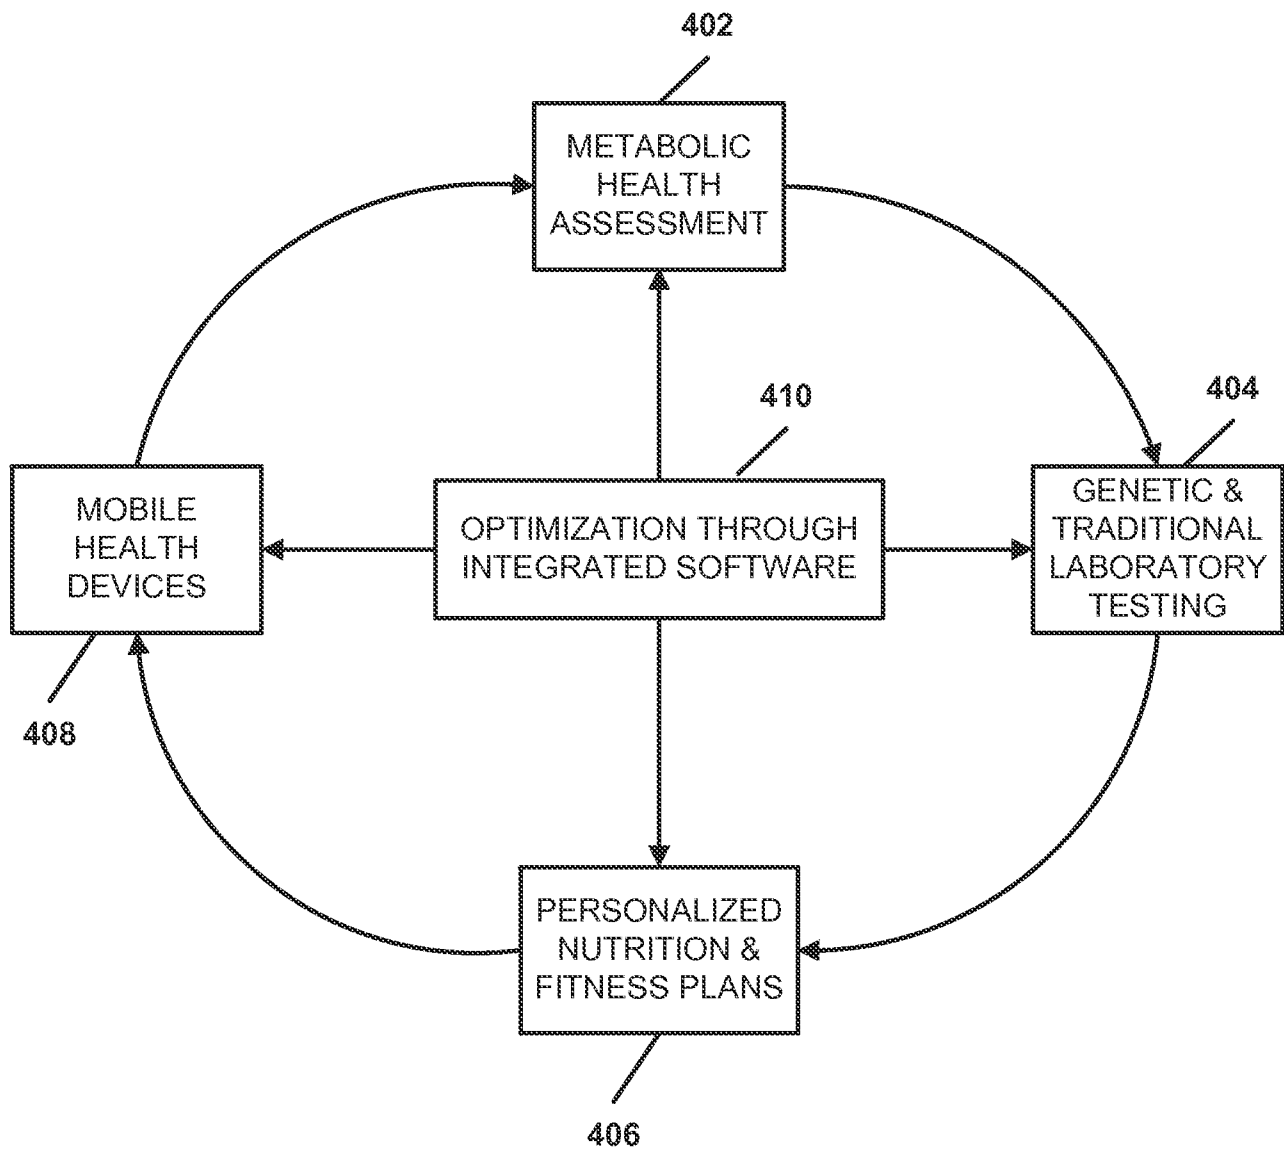 402
METABOLIC
HEALTH
ASSESSMENT
410
404
MOBILE
HEALTH
DEVICES
OPTIMIZATION THROUGH
INTEGRATED SOFTWARE
GENETIC &
TRADITIONAL
LABORATORY
TESTING
408
PERSONALIZED
NUTRITION &
FITNESS PLANS
406